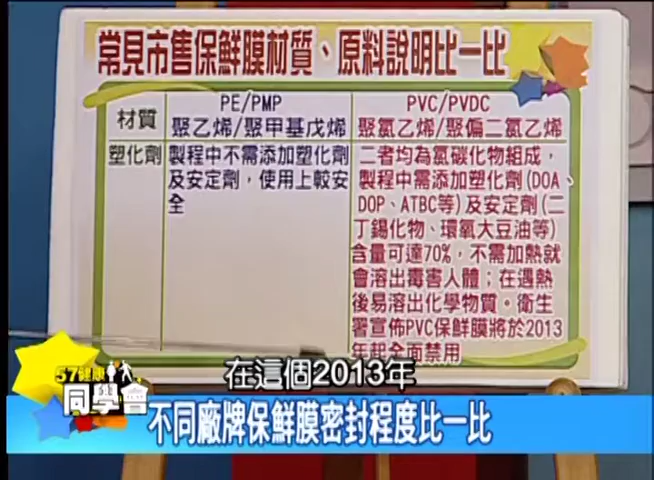 常見市售保鮮膜材質、原料說明比一比
材質
PE/PMP
聚乙烯/聚甲基戊烯
PVC/PVDC
聚氯乙烯/聚偏二氯乙烯
塑化劑
製程中不需添加塑化劑
及安定劑，使用上較安
全
二者均為氯碳化物組成，
製程中需添加塑化劑(DOA、
DOP、ATBC等)及安定劑(二
丁錫化物、環氧大豆油等)
含量可達70%，不需加熱就
會溶出毒害人體；在遇熱
後易溶出化學物質。衛生
署宣佈PVC保鮮膜將於2013
年起全面禁用
在這個2013年
57健康
同學會
不同廠牌保鮮膜密封程度比一比